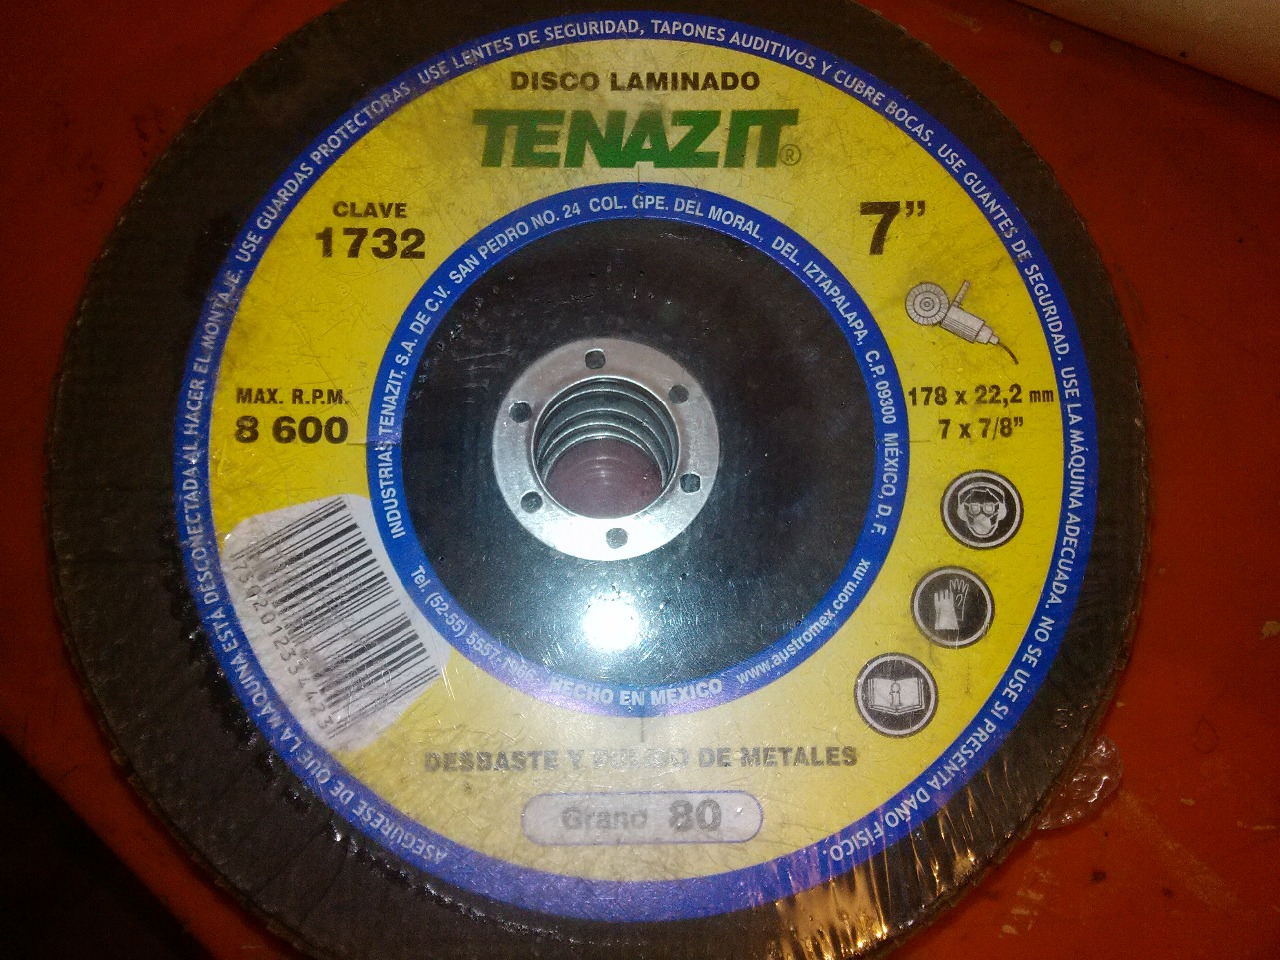 USE GUARDAS PROTECTORAS. USE LENTES DE SEGURIDAD, TAPONES AUDITIVOS Y CUBRE BOCAS. USE GUANTES DE SEGURIDAD. USE LA MÁQUINA ADECUADA. NO SE USE SI PRESENTA DAÑO FÍSICO.
ASEGURESE DE QUE LA MÁQUINA ESTÁ DESCONECTADA AL HACER EL MONTAJE.
DISCO LAMINADO
TENAZIT®
CLAVE
1732
7”
MAX. R.P.M.
8 600
178 x 22,2 mm
7 x 7/8”
INDUSTRIAS TENAZIT, S.A. DE C.V. SAN PEDRO NO. 24 COL. GPE. DEL MORAL, DEL. IZTAPALAPA, C.P. 09300 MÉXICO, D.F.
Tel. (52-55)
HECHO EN MÉXICO
www.austromex.com.mx
DESBASTE Y PULIDO DE METALES
Grano 80